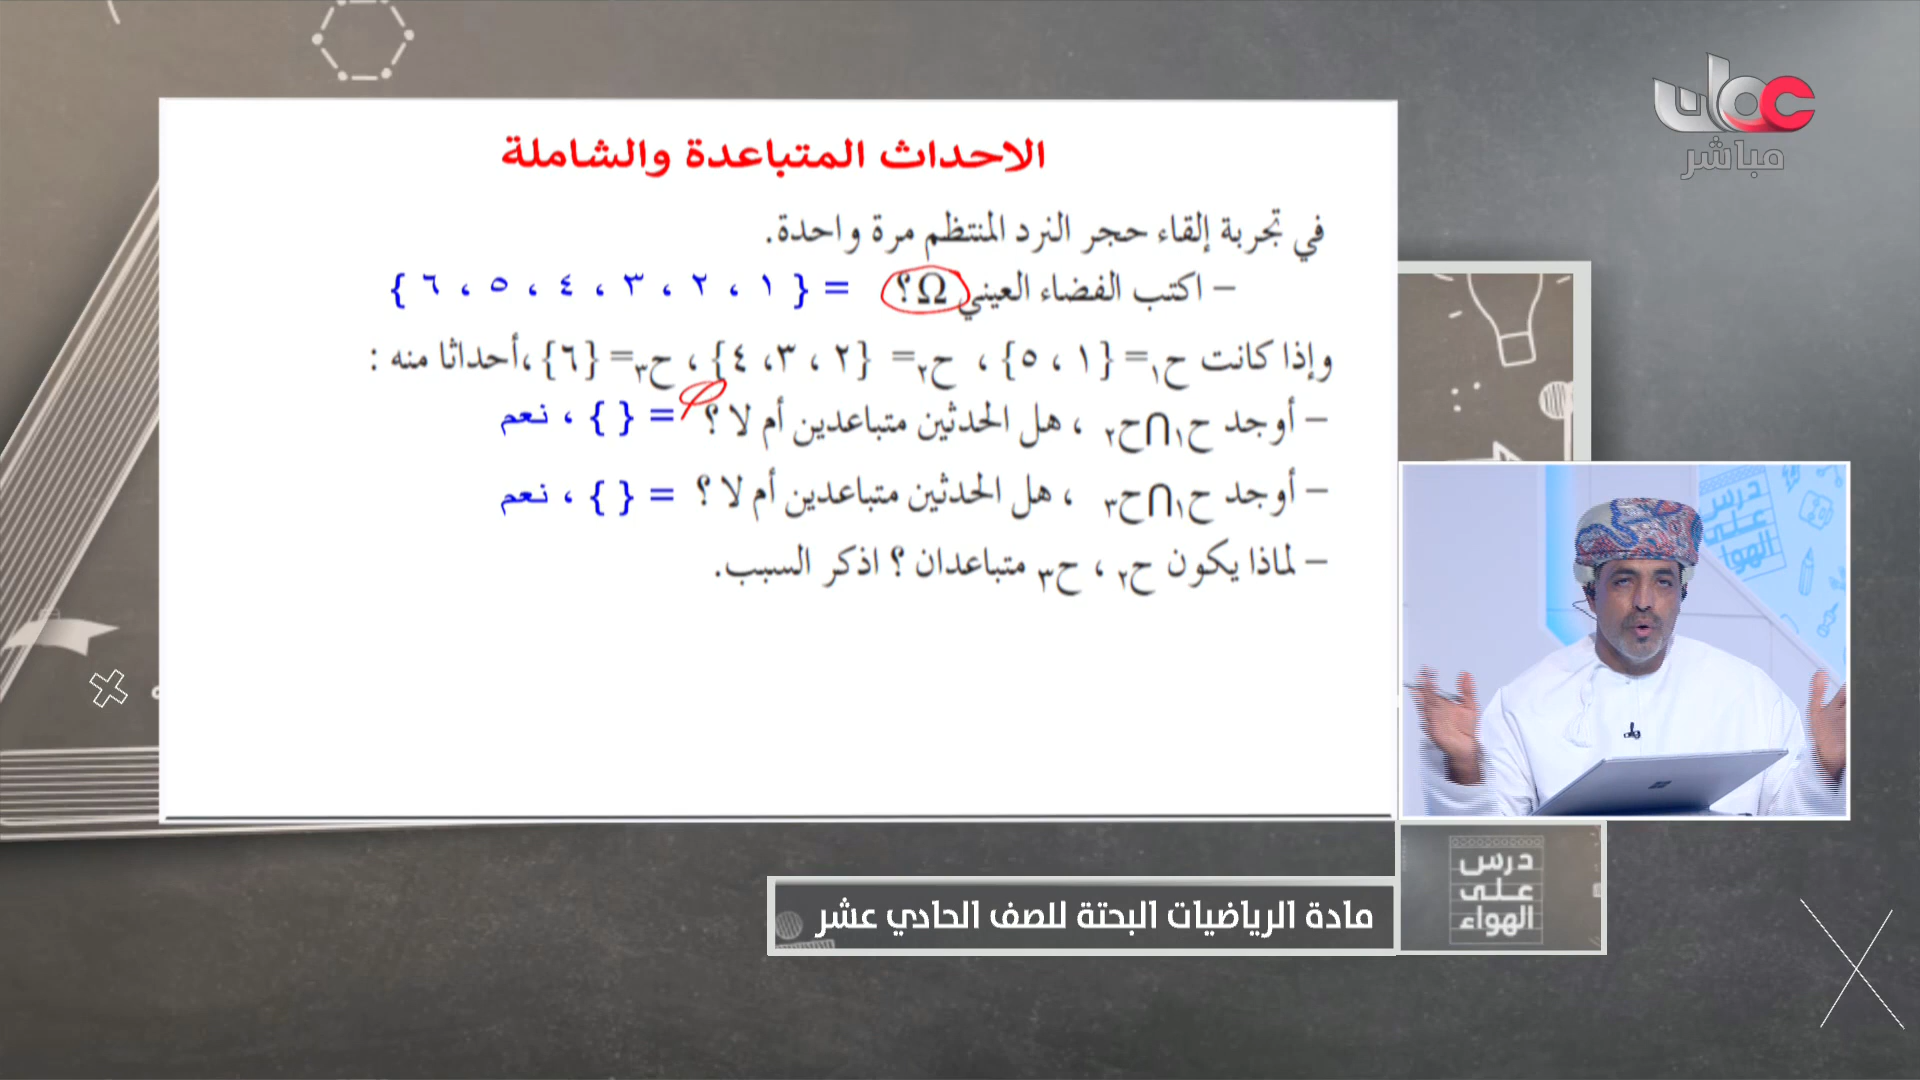 عمان
مباشر
الاحداث المتباعدة والشاملة
في تجربة إلقاء حجر النرد المنتظم مرة واحدة.
– اكتب الفضاء العيني Ω؟ = { ١ ، ٢ ، ٣ ، ٤ ، ٥ ، ٦ }
وإذا كانت ح١= {١ ، ٥} ، ح٢= {٢ ، ٣، ٤} ، ح٣= {٦}،أحداثا منه :
– أوجد ح١⋂ح٢ ، هل الحدثين متباعدين أم لا ؟ = { } ، نعم
– أوجد ح١⋂ح٣ ، هل الحدثين متباعدين أم لا ؟ = { } ، نعم
– لماذا يكون ح٢ ، ح٣ متباعدان ؟ اذكر السبب.
درس
على
الهواء
درس
على
الهواء
مادة الرياضيات البحتة للصف الحادي عشر